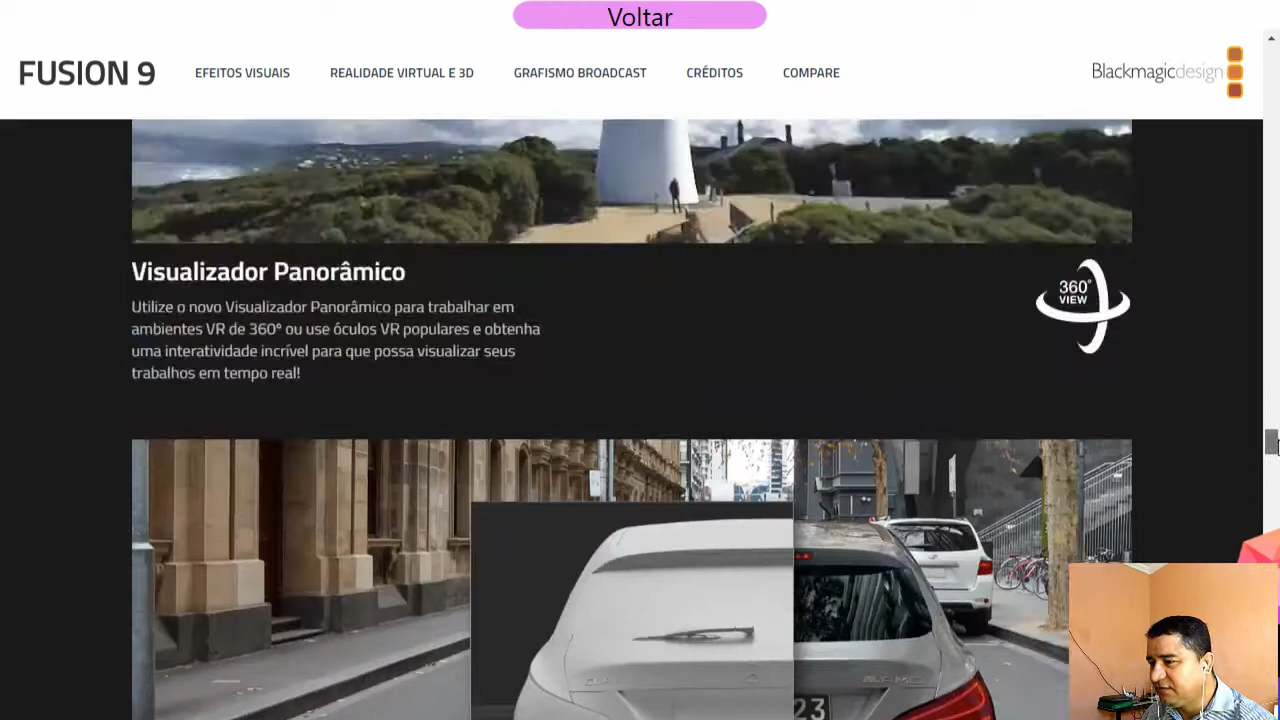 Voltar
FUSION 9
EFEITOS VISUAIS
REALIDADE VIRTUAL E 3D
GRAFISMO BROADCAST
CRÉDITOS
COMPARE
Blackmagicdesign
Visualizador Panorâmico
Utilize o novo Visualizador Panorâmico para trabalhar em
ambientes VR de 360º ou use óculos VR populares e obtenha
uma interatividade incrível para que possa visualizar seus
trabalhos em tempo real!
360°
VIEW
23